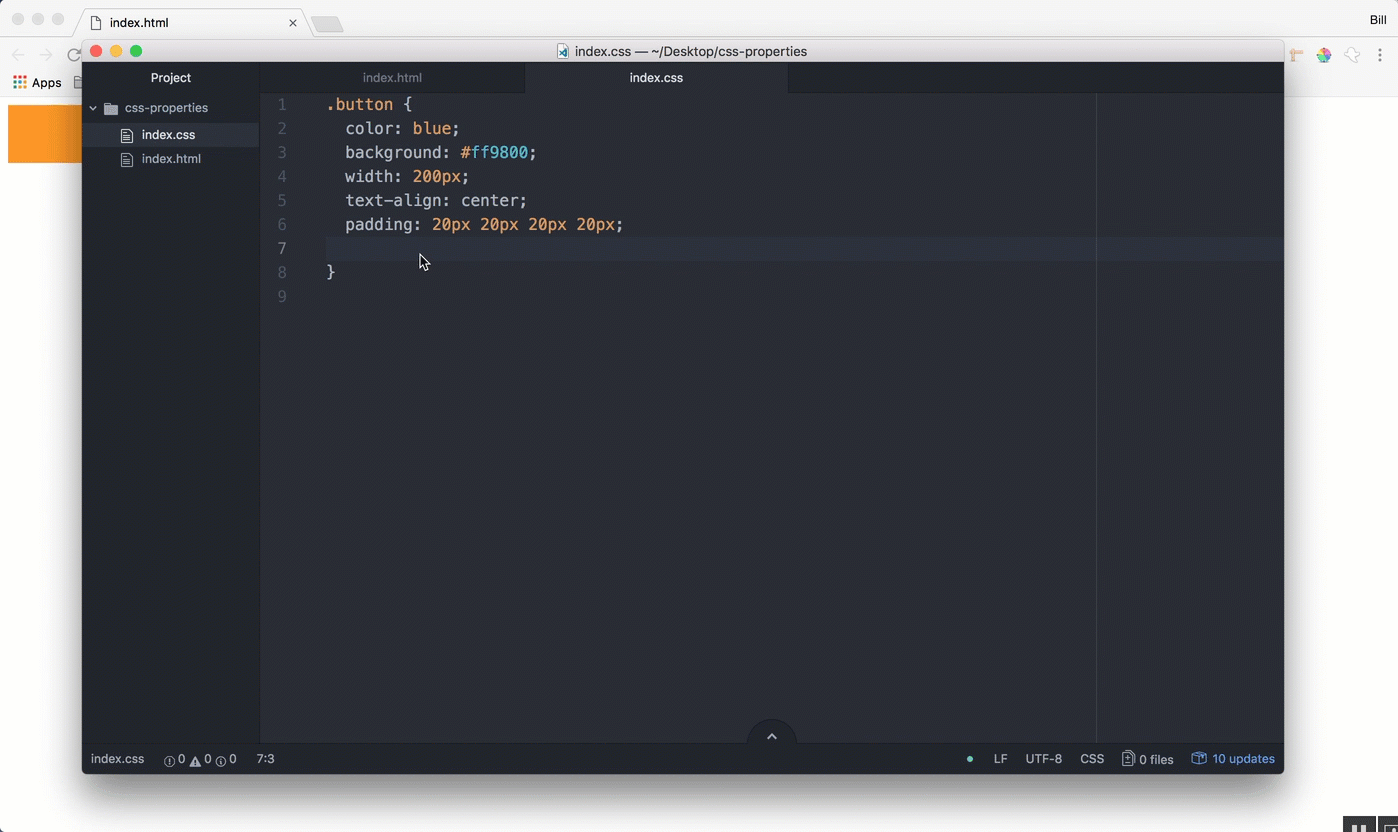 index.html
Bill
index.css — ~/Desktop/css-properties
Apps
Project
index.html
index.css
css-properties
index.css
index.html
1 .button {
2 color: blue;
3 background: #ff9800;
4 width: 200px;
5 text-align: center;
6 padding: 20px 20px 20px 20px;
7
8 }
9
index.css 0 0 0 7:3 LF UTF-8 CSS 0 files 10 updates